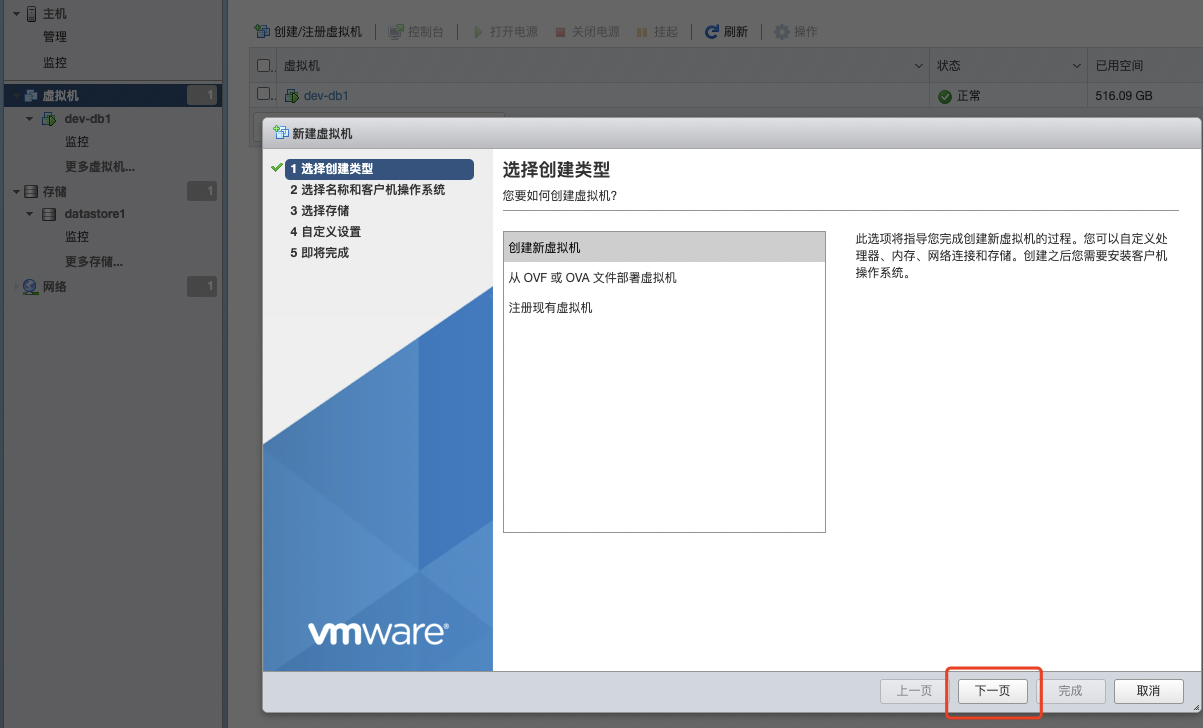 主机
管理
监控
虚拟机 1
dev-db1
监控
更多虚拟机...
存储 1
datastore1
监控
更多存储...
网络 1
创建/注册虚拟机 控制台 打开电源 关闭电源 挂起 刷新 操作
虚拟机 状态 已用空间
dev-db1 正常 516.09 GB
新建虚拟机
1 选择创建类型
2 选择名称和客户机操作系统
3 选择存储
4 自定义设置
5 即将完成
vmware®
选择创建类型
您要如何创建虚拟机?
创建新虚拟机
从 OVF 或 OVA 文件部署虚拟机
注册现有虚拟机
此选项将指导您完成创建新虚拟机的过程。您可以自定义处
理器、内存、网络连接和存储。创建之后您需要安装客户机
操作系统。
上一页 下一页 完成 取消